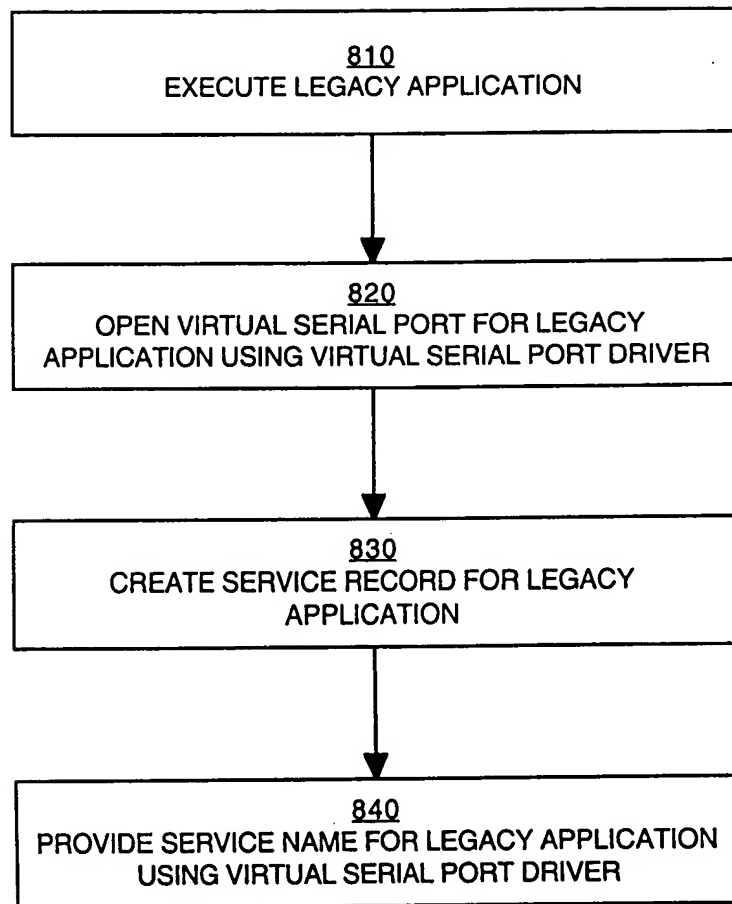 810
EXECUTE LEGACY APPLICATION
820
OPEN VIRTUAL SERIAL PORT FOR LEGACY
APPLICATION USING VIRTUAL SERIAL PORT DRIVER
830
CREATE SERVICE RECORD FOR LEGACY
APPLICATION
840
PROVIDE SERVICE NAME FOR LEGACY APPLICATION
USING VIRTUAL SERIAL PORT DRIVER